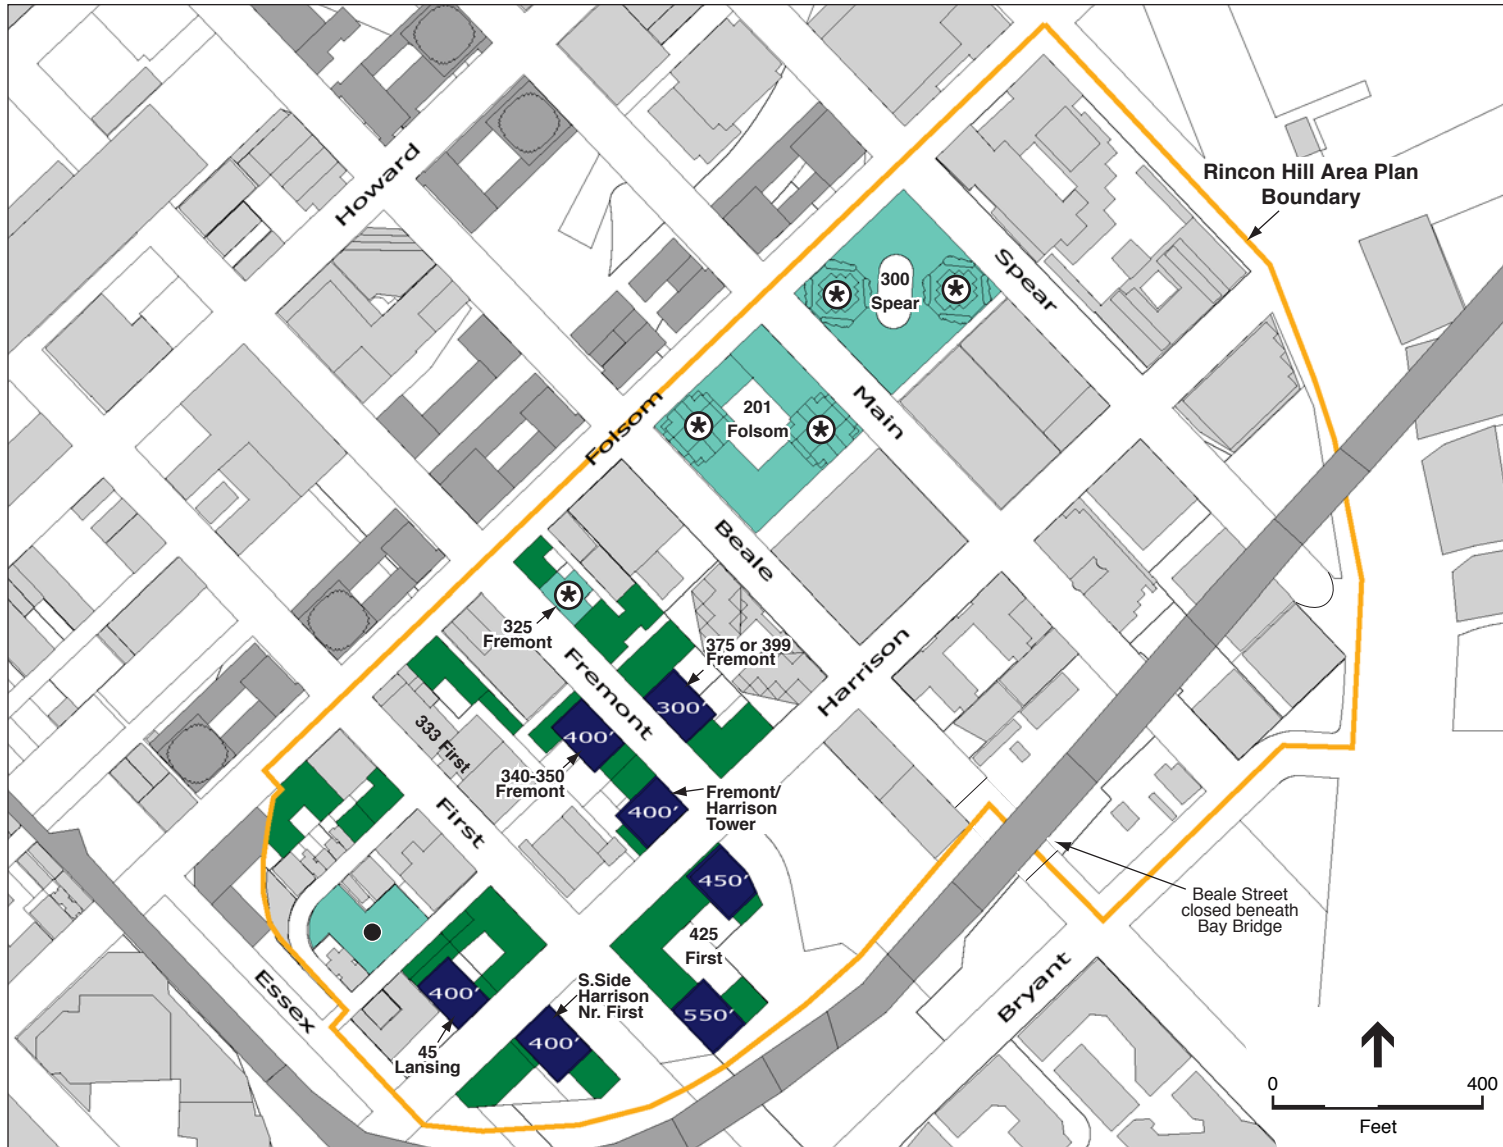 Howard
Rincon Hill Area Plan
Boundary
Spear
300
Spear
Main
201
Folsom
Folsom
Beale
325
Fremont
Fremont
375 or 399
Fremont
300'
Harrison
400'
333 First
340-350
Fremont
Fremont/
Harrison
Tower
400'
First
450'
425
First
Beale Street
closed beneath
Bay Bridge
Essex
400'
S.Side
Harrison
Nr. First
550'
Bryant
400'
45
Lansing
0
400
Feet